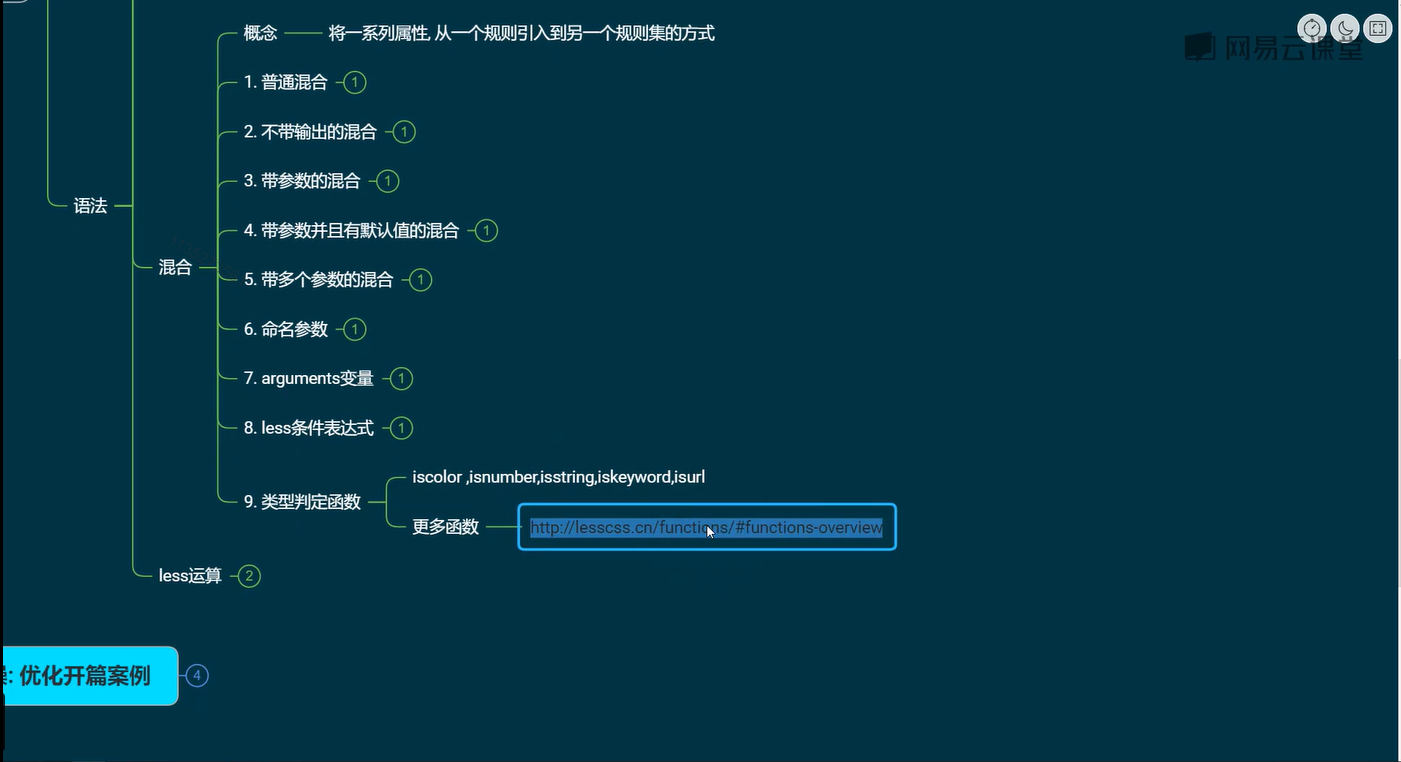 概念
将一系列属性, 从一个规则引入到另一个规则集的方式
网易云课堂
1. 普通混合
1
2. 不带输出的混合
1
3. 带参数的混合
1
语法
4. 带参数并且有默认值的混合
1
混合
5. 带多个参数的混合
1
6. 命名参数
1
7. arguments变量
1
8. less条件表达式
1
9. 类型判定函数
iscolor ,isnumber,isstring,iskeyword,isurl
更多函数
http://lesscss.cn/functions/#functions-overview
less运算
2
: 优化开篇案例
4